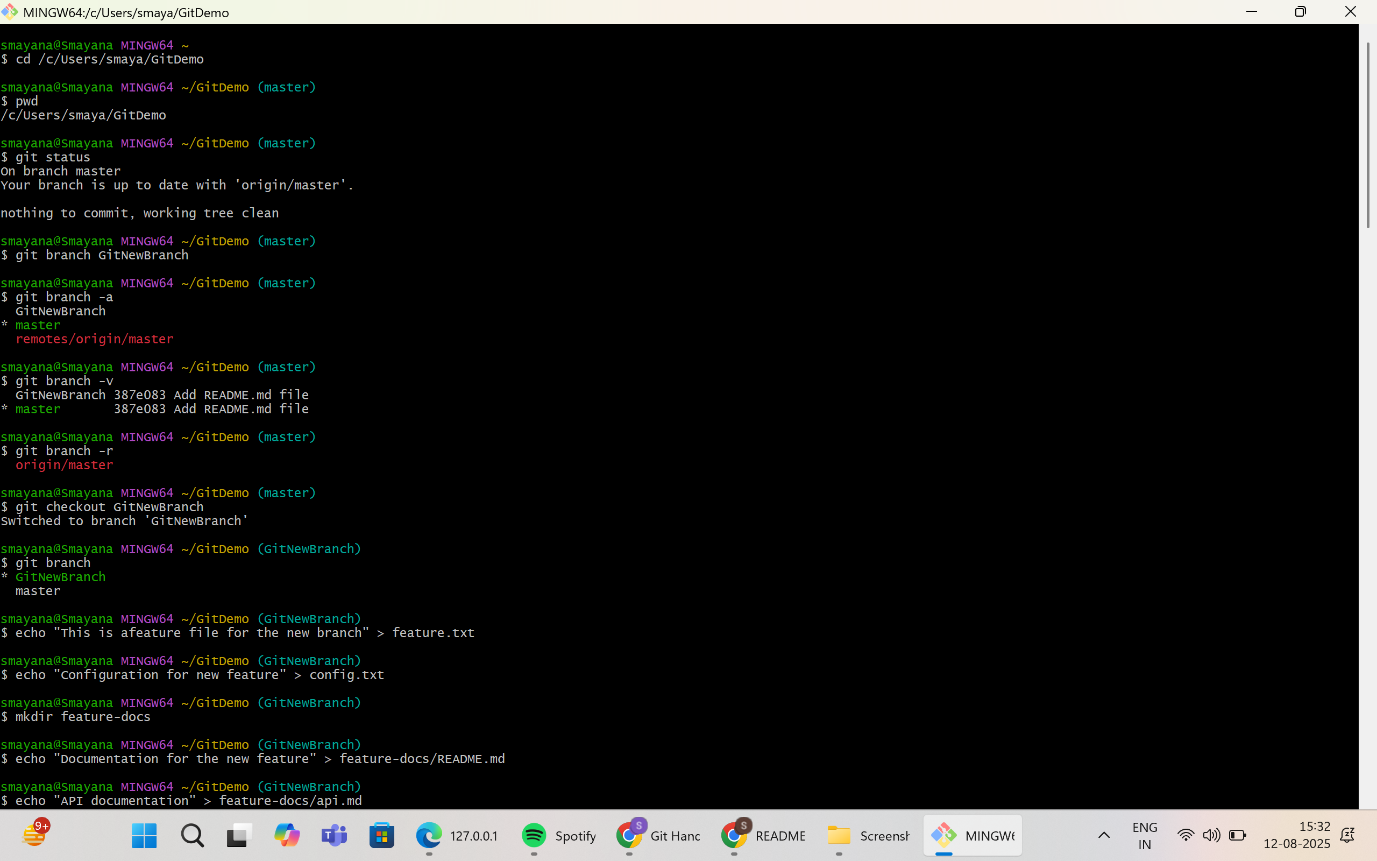 MINGW64:/c/Users/smaya/GitDemo
smayana@Smayana MINGW64 ~
$ cd /c/Users/smaya/GitDemo
smayana@Smayana MINGW64 ~/GitDemo (master)
$ pwd
/c/Users/smaya/GitDemo
smayana@Smayana MINGW64 ~/GitDemo (master)
$ git status
On branch master
Your branch is up to date with 'origin/master'.
nothing to commit, working tree clean
smayana@Smayana MINGW64 ~/GitDemo (master)
$ git branch GitNewBranch
smayana@Smayana MINGW64 ~/GitDemo (master)
$ git branch -a
  GitNewBranch
* master
  remotes/origin/master
smayana@Smayana MINGW64 ~/GitDemo (master)
$ git branch -v
  GitNewBranch 387e083 Add README.md file
* master       387e083 Add README.md file
smayana@Smayana MINGW64 ~/GitDemo (master)
$ git branch -r
  origin/master
smayana@Smayana MINGW64 ~/GitDemo (master)
$ git checkout GitNewBranch
Switched to branch 'GitNewBranch'
smayana@Smayana MINGW64 ~/GitDemo (GitNewBranch)
$ git branch
* GitNewBranch
  master
smayana@Smayana MINGW64 ~/GitDemo (GitNewBranch)
$ echo "This is afeature file for the new branch" > feature.txt
smayana@Smayana MINGW64 ~/GitDemo (GitNewBranch)
$ echo "Configuration for new feature" > config.txt
smayana@Smayana MINGW64 ~/GitDemo (GitNewBranch)
$ mkdir feature-docs
smayana@Smayana MINGW64 ~/GitDemo (GitNewBranch)
$ echo "Documentation for the new feature" > feature-docs/README.md
smayana@Smayana MINGW64 ~/GitDemo (GitNewBranch)
$ echo "API documentation" > feature-docs/api.md
9+
127.0.0.1
Spotify
S
Git Hanc
S
README
Screensh
MINGW6
ENG
IN
15:32
12-08-2025